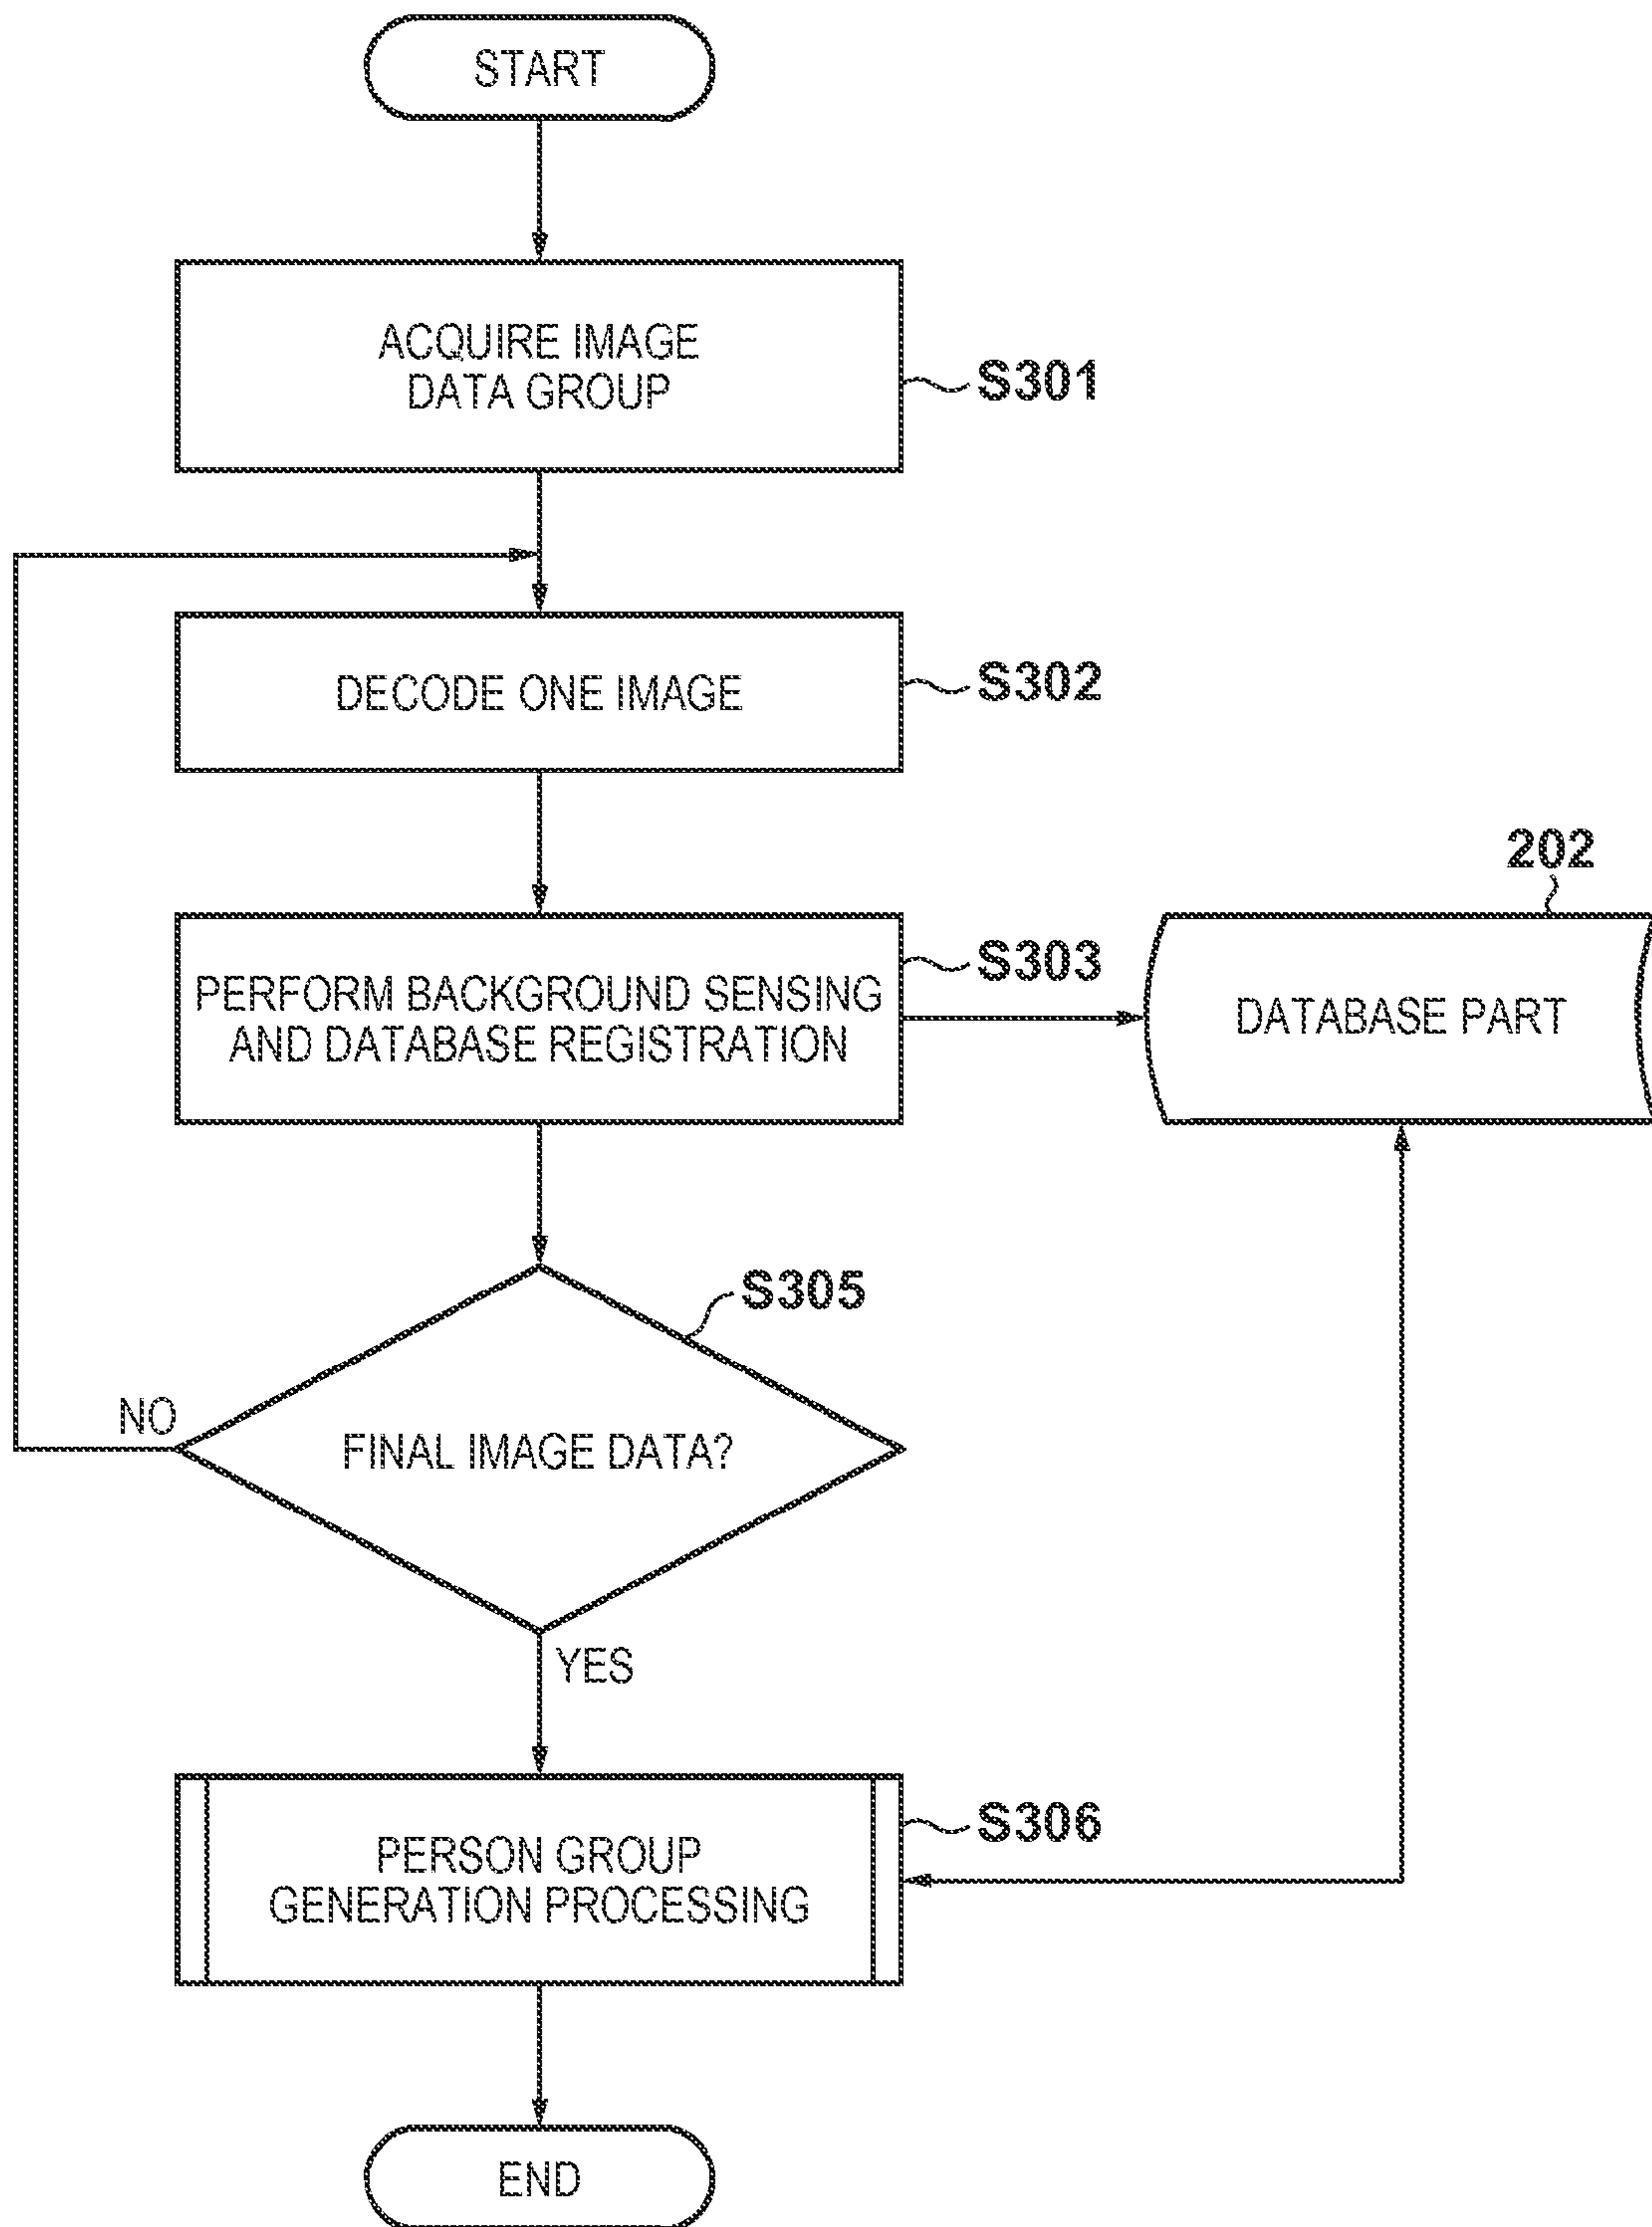 START
ACQUIRE IMAGE
DATA GROUP
S301
DECODE ONE IMAGE
S302
202
PERFORM BACKGROUND SENSING
AND DATABASE REGISTRATION
S303
DATABASE PART
S305
NO
FINAL IMAGE DATA?
YES
PERSON GROUP
GENERATION PROCESSING
S306
END